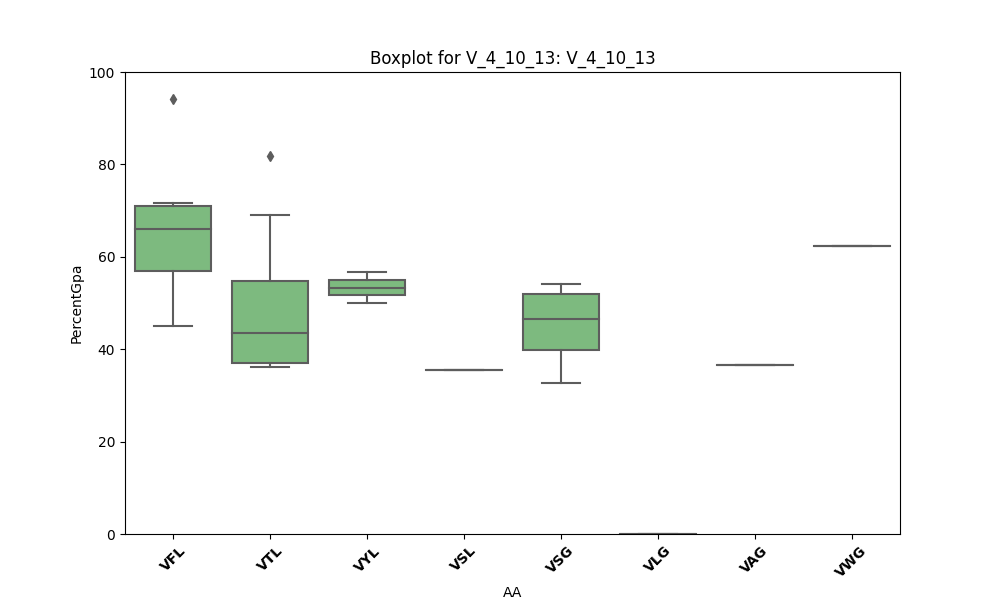 Boxplot for V_4_10_13: V_4_10_13
100
80
60
40
20
0
PercentGpa
VFL
VTL
VYL
VSL
VSG
VLG
VAG
VWG
AA